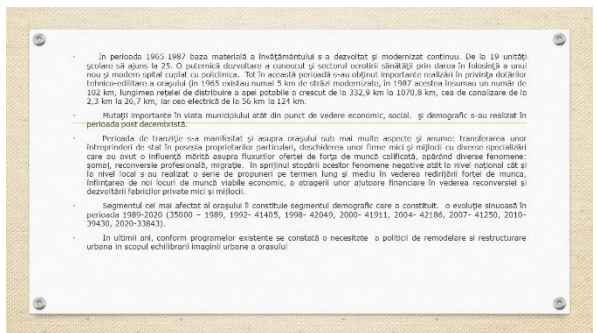 În perioada 1965 1987 baza materială a învățământului s a dezvoltat și modernizat continuu. De la 19 unități
școlare să ajuns la 25. O puternică dezvoltare a cunoscut și sectorul ocrotirii sănătății prin darea în folosință a unui
nou și modern spital cuplat cu policlinica. Tot în această perioadă s-au obținut importante realizări în privința dotărilor
tehnico-edilitare a orașului (în 1965 existau numai 5 km de străzi modernizate, în 1987 acestea însumau un număr de
102 km, lungimea rețelei de distribuire a apei potabile a crescut de la 332,9 km la 1070,8 km, cea de canalizare de la
2,3 km la 26,7 km, iar cea electrică de la 56 km la 124 km.
Mutații importante în viata municipiului atât din punct de vedere economic, social. și demografic s-au realizat în
perioada post decembristă.
Perioada de tranziție s-a manifestat și asupra orașului sub mai multe aspecte și anume: transferarea unor
întreprinderi de stat în posesia proprietarilor particulari, deschiderea unor firme mici și mijlocii cu diverse specializări
care au avut o influență mărită asupra fluxurilor ofertei de forța de muncă calificată, apărând diverse fenomene:
șomaj, reconversie profesională, migrație. în sprijinul stopării acestor fenomene negative atât la nivel național cât și
la nivel local s au realizat o serie de propuneri pe termen lung și mediu în vederea redirijării forței de munca,
înființarea de noi locuri de muncă viabile economic, a atragerii unor ajutoare financiare în vederea reconversiei și
dezvoltării fabricilor private mici și mijlocii.
Segmentul cel mai afectat al orașului îl constituie segmentul demografic care a constituit. o evoluție sinuoasă în
perioada 1989-2020 (35000 – 1989, 1992- 41405, 1998- 42049, 2000- 41911, 2004- 42186, 2007- 41250, 2010-
39430, 2020-33843).
In ultimii ani, conform programelor existente se constată o necesitate a politicii de remodelare si restructurare
urbana in scopul echilibrarii imaginii urbane a orasului